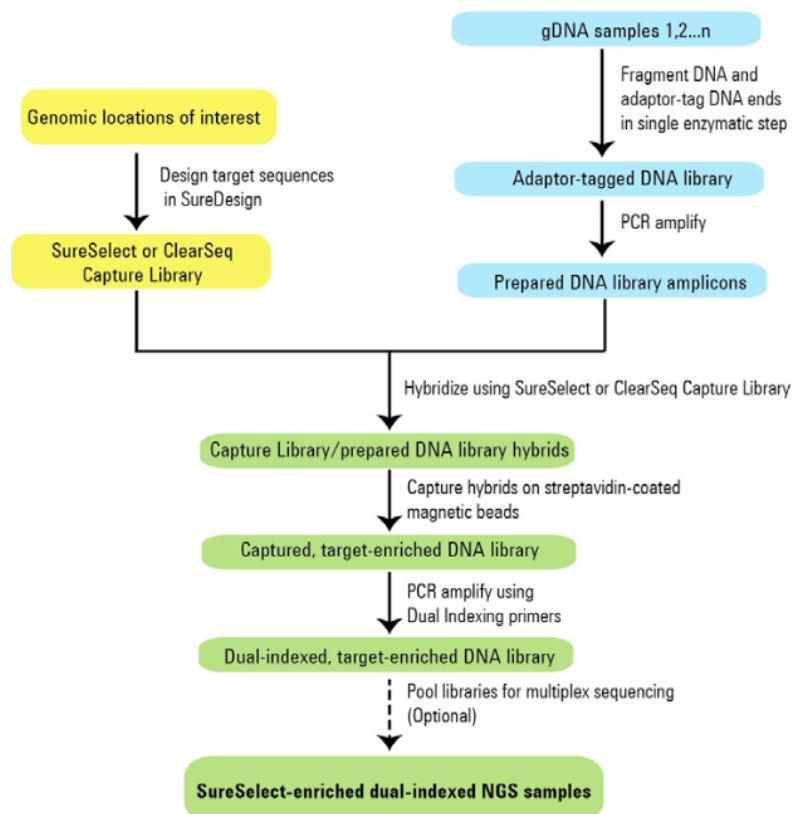 gDNA samples 1,2...n
Fragment DNA and
adaptor-tag DNA ends
in single enzymatic step
Genomic locations of interest
Design target sequences
in SureDesign
Adaptor-tagged DNA library
PCR amplify
SureSelect or ClearSeq
Capture Library
Prepared DNA library amplicons
Hybridize using SureSelect or ClearSeq Capture Library
Capture Library/prepared DNA library hybrids
Capture hybrids on streptavidin-coated
magnetic beads
Captured, target-enriched DNA library
PCR amplify using
Dual Indexing primers
Dual-indexed, target-enriched DNA library
Pool libraries for multiplex sequencing
(Optional)
SureSelect-enriched dual-indexed NGS samples